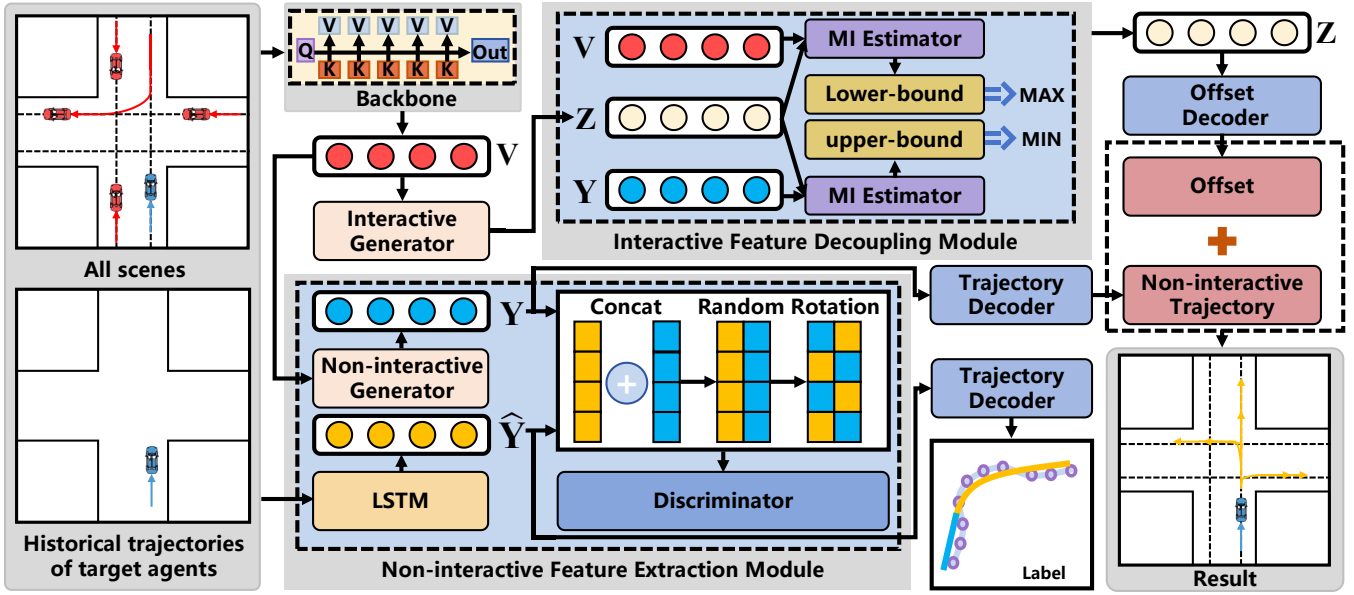 All scenes
Historical trajectories
of target agents
V V V V V
Q
Out
K K K K K
Backbone
V
Interactive
Generator
V
Z
Y
MI Estimator
Lower-bound
MAX
upper-bound
MIN
MI Estimator
Interactive Feature Decoupling Module
Z
Offset
Decoder
Offset
Non-interactive
Trajectory
Y
Non-interactive
Generator
Ŷ
LSTM
Concat
Random Rotation
Discriminator
Non-interactive Feature Extraction Module
Trajectory
Decoder
Trajectory
Decoder
Label
Result